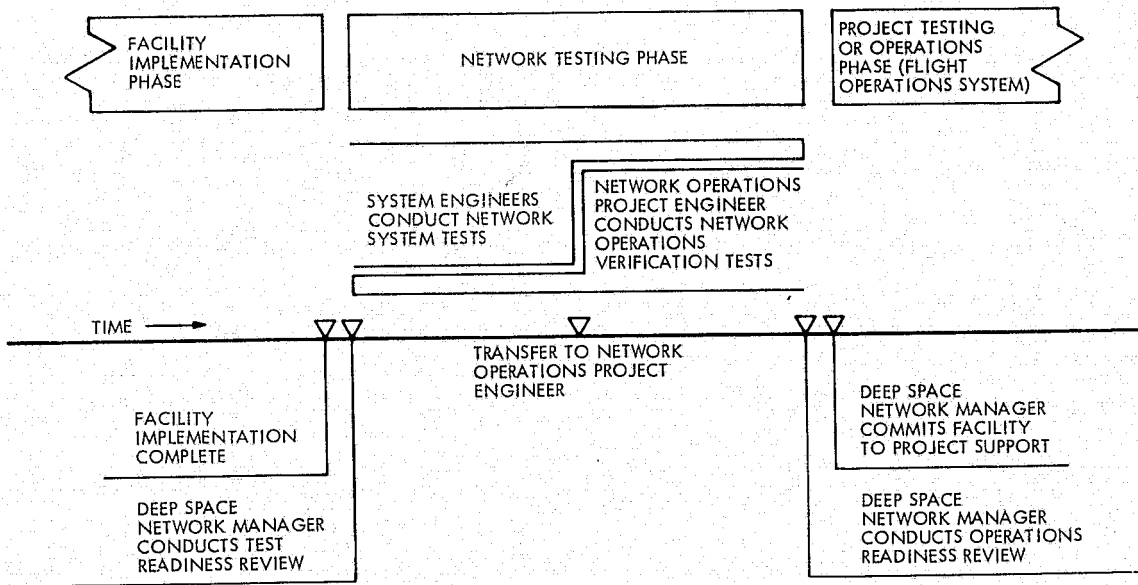 FACILITY
IMPLEMENTATION
PHASE
NETWORK TESTING PHASE
PROJECT TESTING
OR OPERATIONS
PHASE (FLIGHT
OPERATIONS SYSTEM)
SYSTEM ENGINEERS
CONDUCT NETWORK
SYSTEM TESTS
NETWORK OPERATIONS
PROJECT ENGINEER
CONDUCTS NETWORK
OPERATIONS
VERIFICATION TESTS
TIME
TRANSFER TO NETWORK
OPERATIONS PROJECT
ENGINEER
FACILITY
IMPLEMENTATION
COMPLETE
DEEP SPACE
NETWORK MANAGER
COMMITS FACILITY
TO PROJECT SUPPORT
DEEP SPACE
NETWORK MANAGER
CONDUCTS TEST
READINESS REVIEW
DEEP SPACE
NETWORK MANAGER
CONDUCTS OPERATIONS
READINESS REVIEW